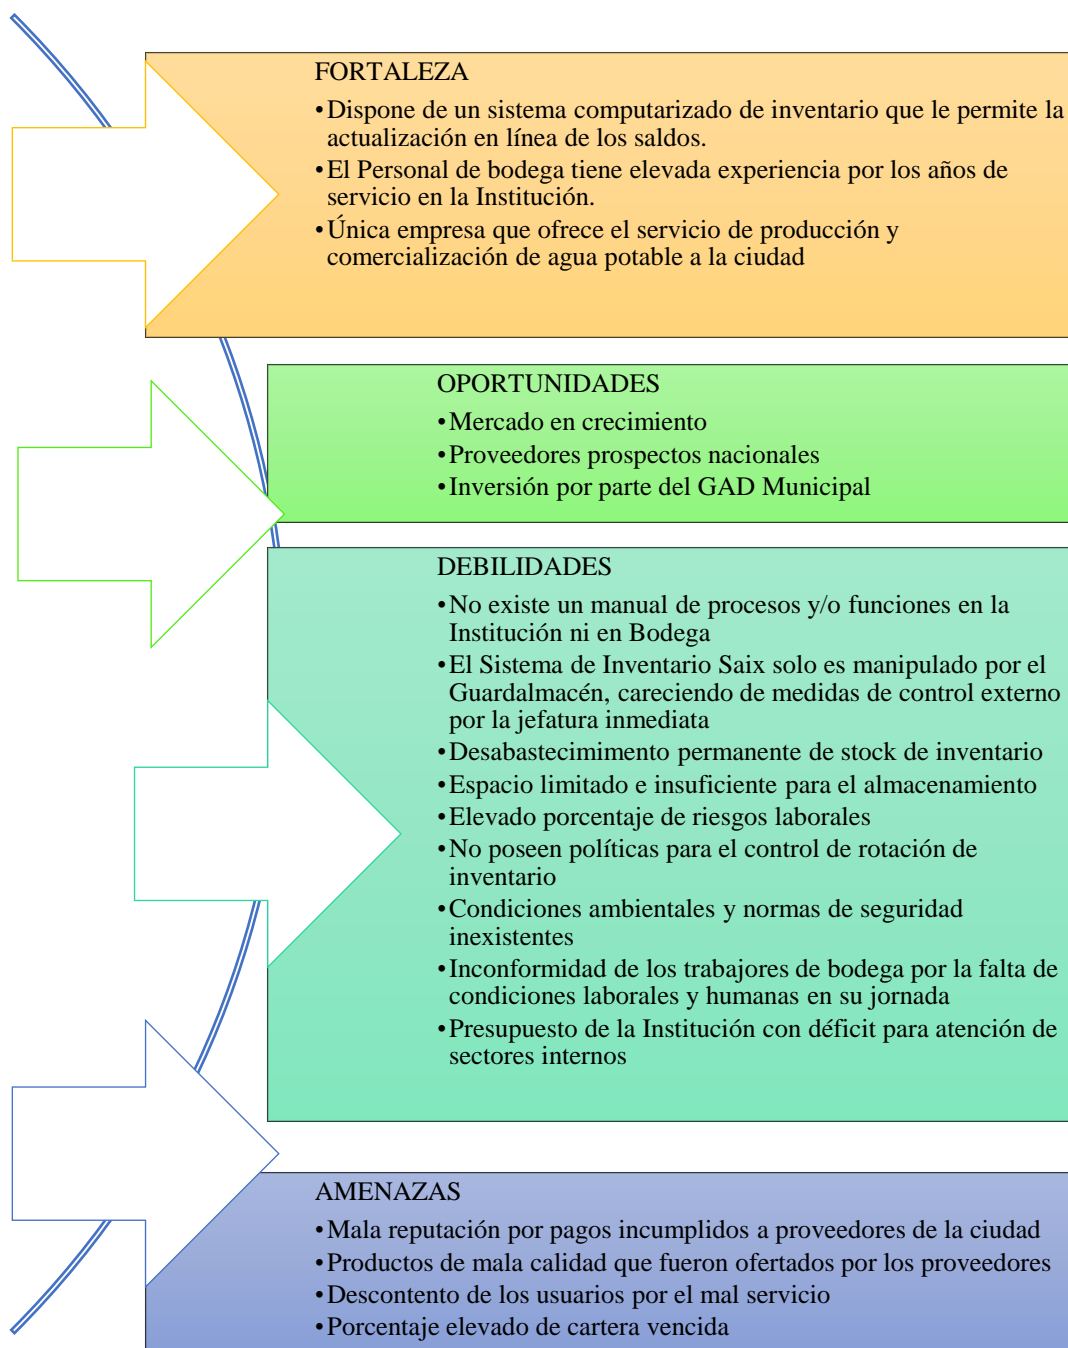 FORTALEZA
•Dispone de un sistema computarizado de inventario que le permite la
actualización en línea de los saldos.
•El Personal de bodega tiene elevada experiencia por los años de
servicio en la Institución.
•Única empresa que ofrece el servicio de producción y
comercialización de agua potable a la ciudad
OPORTUNIDADES
•Mercado en crecimiento
•Proveedores prospectos nacionales
•Inversión por parte del GAD Municipal
DEBILIDADES
•No existe un manual de procesos y/o funciones en la
Institución ni en Bodega
•El Sistema de Inventario Saix solo es manipulado por el
Guardalmacén, careciendo de medidas de control externo
por la jefatura inmediata
•Desabastecimimento permanente de stock de inventario
•Espacio limitado e insuficiente para el almacenamiento
•Elevado porcentaje de riesgos laborales
•No poseen políticas para el control de rotación de
inventario
•Condiciones ambientales y normas de seguridad
inexistentes
•Inconformidad de los trabajores de bodega por la falta de
condiciones laborales y humanas en su jornada
•Presupuesto de la Institución con déficit para atención de
sectores internos
AMENAZAS
•Mala reputación por pagos incumplidos a proveedores de la ciudad
•Productos de mala calidad que fueron ofertados por los proveedores
•Descontento de los usuarios por el mal servicio
•Porcentaje elevado de cartera vencida